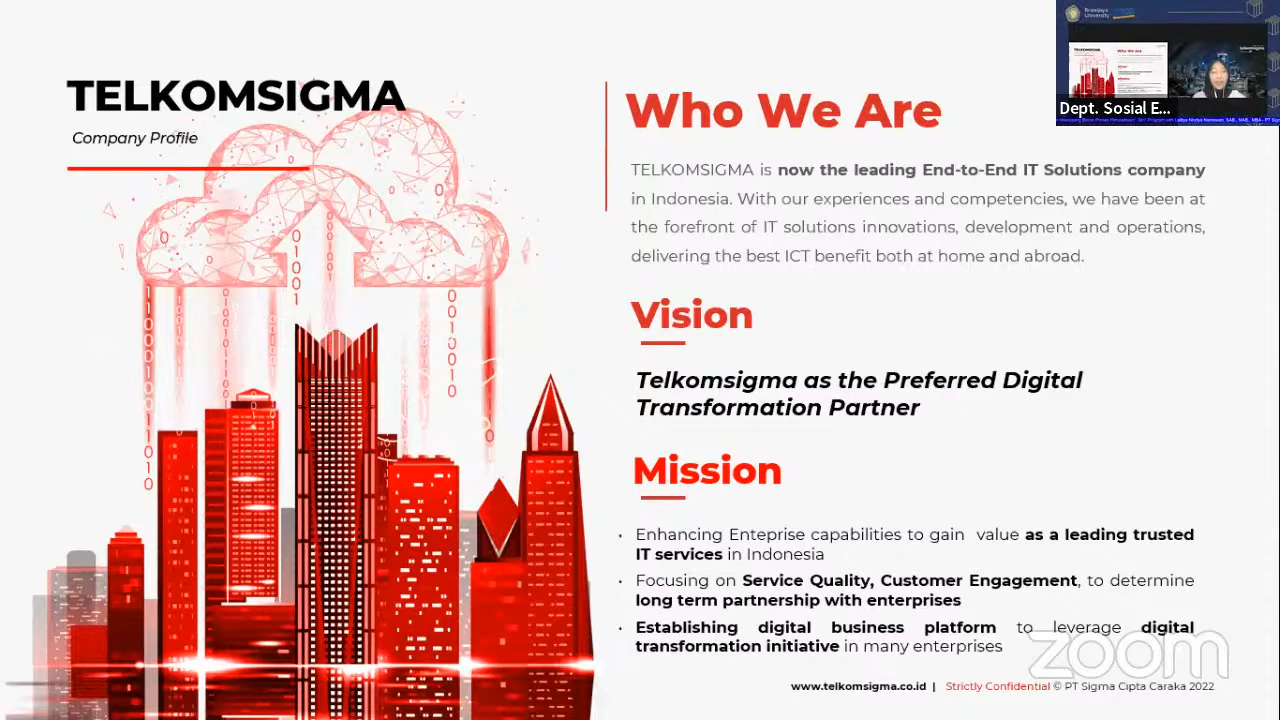 TELKOMSIGMA
Company Profile
Who We Are
TELKOMSIGMA is now the leading End-to-End IT Solutions company
in Indonesia. With our experiences and competencies, we have been at
the forefront of IT solutions innovations, development and operations,
delivering the best ICT benefit both at home and abroad.
Vision
Telkomsigma as the Preferred Digital
Transformation Partner
Mission
• Enhancing Enteprise capabilities to gain value as a leading trusted
IT services in Indonesia
• Focusing on Service Quality, Customer Engagement, to determine
long term partnership with enterprises
• Establishing digital business platform to leverage digital
transformation initiative in many enterprises
www.telkomsigma.co.id | Strictly Confidential © PT Sigma Cipta Caraka 2022
zoom
Brawijaya
University
Dept. Sosial E...